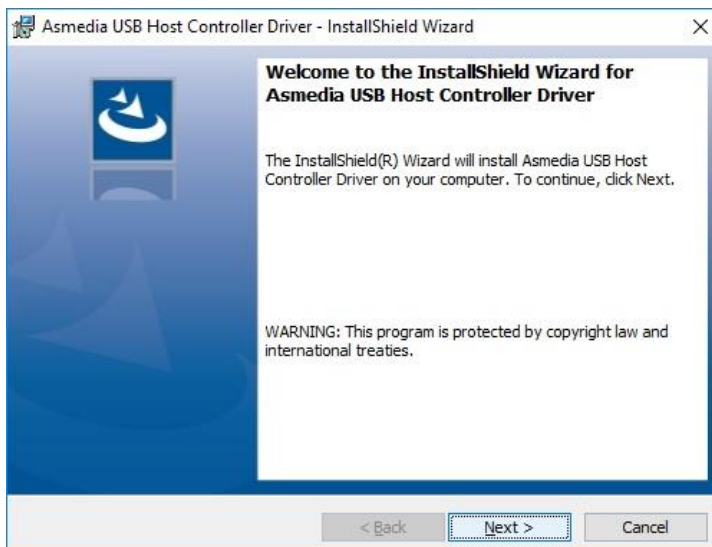 Asmedia USB Host Controller Driver - InstallShield Wizard
Welcome to the InstallShield Wizard for
Asmedia USB Host Controller Driver
The InstallShield(R) Wizard will install Asmedia USB Host
Controller Driver on your computer. To continue, click Next.
WARNING: This program is protected by copyright law and
international treaties.
< Back
Next >
Cancel